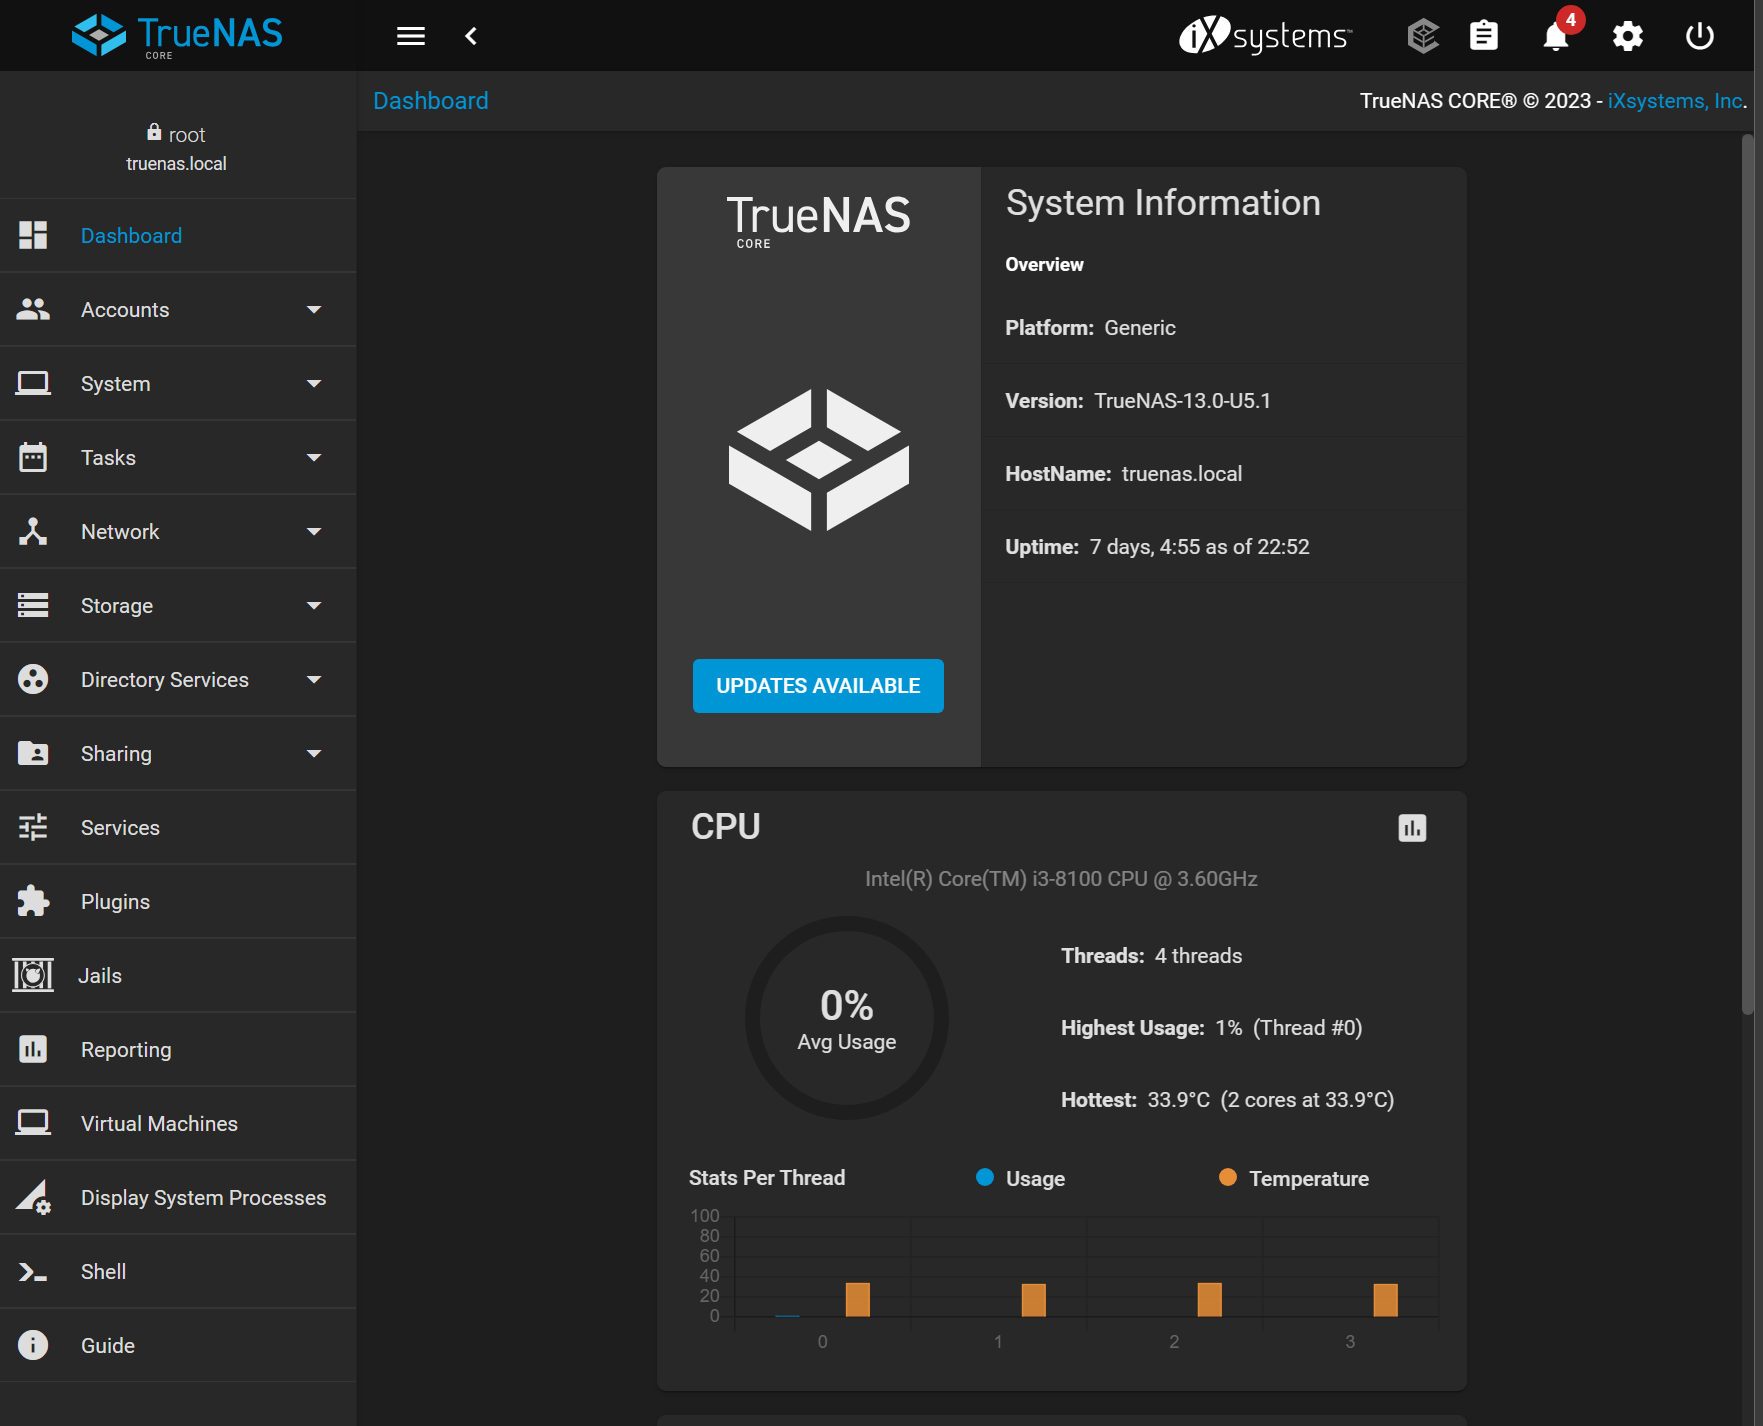 TrueNAS
CORE
iXsystems™
4
Dashboard
TrueNAS CORE® © 2023 - iXsystems, Inc.
root
truenas.local
Dashboard
Accounts
System
Tasks
Network
Storage
Directory Services
Sharing
Services
Plugins
Jails
Reporting
Virtual Machines
Display System Processes
Shell
Guide
TrueNAS
CORE
UPDATES AVAILABLE
System Information
Overview
Platform: Generic
Version: TrueNAS-13.0-U5.1
HostName: truenas.local
Uptime: 7 days, 4:55 as of 22:52
CPU
Intel(R) Core(TM) i3-8100 CPU @ 3.60GHz
0%
Avg Usage
Threads: 4 threads
Highest Usage: 1% (Thread #0)
Hottest: 33.9°C (2 cores at 33.9°C)
Stats Per Thread
Usage
Temperature
100
80
60
40
20
0
0 1 2 3